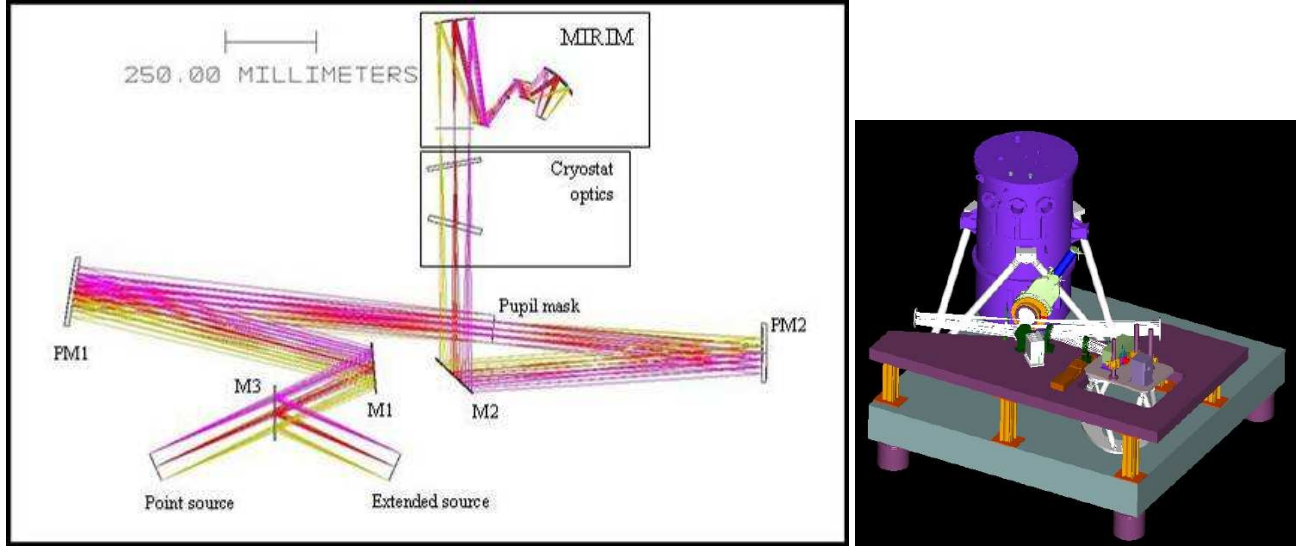 MIRIM
250.00 MILLIMETERS
Cryostat
optics
Pupil mask
PM2
PM1
M3
M1
M2
Point source
Extended source